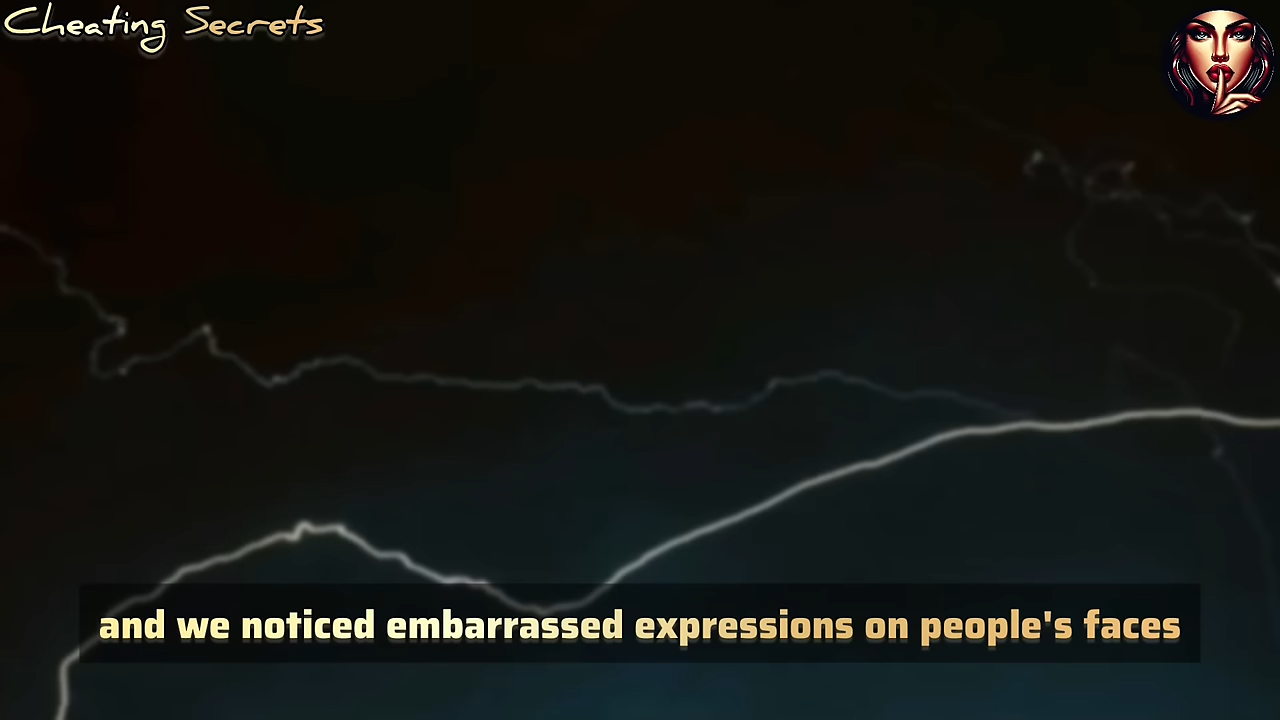 Cheating Secrets
and we noticed embarrassed expressions on people's faces